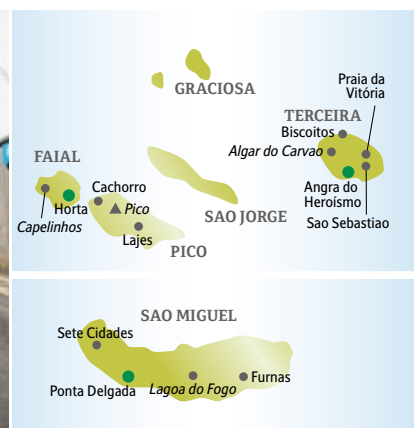 GRACIOSA
Praia da
Vitória
TERCEIRA
Biscoitos
Algar do Carvao
FAIAL
Cachorro
Angra do
Heroísmo
Horta
Pico
SAO JORGE
Capelinhos
Sao Sebastiao
Lajes
PICO
SAO MIGUEL
Sete Cidades
Ponta Delgada
Lagoa do Fogo
Furnas